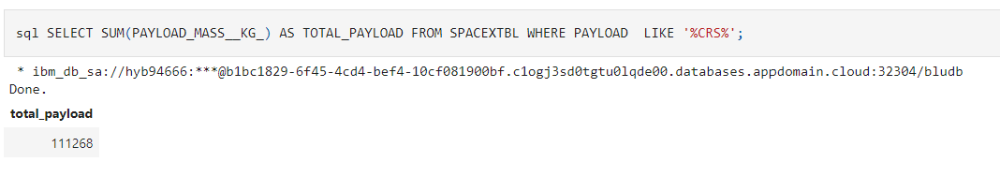 sql SELECT SUM(PAYLOAD_MASS__KG_) AS TOTAL_PAYLOAD FROM SPACEXTBL WHERE PAYLOAD  LIKE '%CRS%';
* ibm_db_sa://hyb94666:***@b1bc1829-6f45-4cd4-bef4-10cf081900bf.c1ogj3sd0tgtu0lqde00.databases.appdomain.cloud:32304/bludb
Done.
total_payload
111268